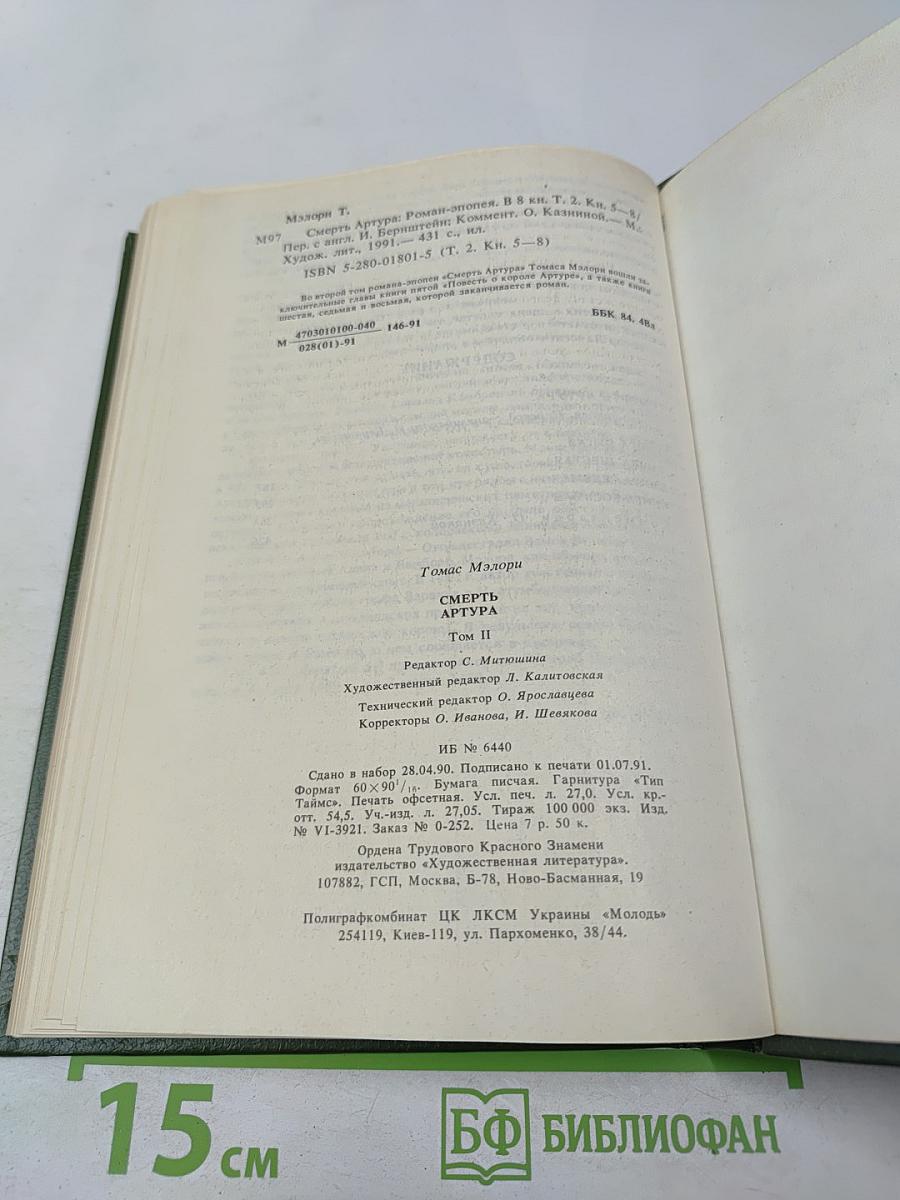 Мэлори Т.
М97 Смерть Артура: Роман-эпопея. В 8 кн. Т. 2. Кн. 5—8/
Пер. с англ. И. Бернштейн; Коммент. О. Казниной.— М.:
Худож. лит., 1991.— 431 с., ил.
ISBN 5-280-01801-5 (Т. 2. Кн. 5—8)
Во второй том романа-эпопеи «Смерть Артура» Томаса Мэлори вошли за-
ключительные главы книги пятой «Повесть о короле Артуре», а также книги
шестая, седьмая и восьмая, которой заканчивается роман.
М 4703010100-040 146-91
028(01)-91
ББК 84. 4Вл
СОДЕРЖАНИЕ
Томас Мэлори
СМЕРТЬ
АРТУРА
Том II
Редактор С. Митюшина
Художественный редактор Л. Калитовская
Технический редактор О. Ярославцева
Корректоры О. Иванова, И. Шевякова
ИБ № 6440
Сдано в набор 28.04.90. Подписано к печати 01.07.91.
Формат 60×90¹/₁₆. Бумага писчая. Гарнитура «Тип
Таймс». Печать офсетная. Усл. печ. л. 27,0. Усл. кр.-
отт. 54,5. Уч.-изд. л. 27,05. Тираж 100 000 экз. Изд.
№ VI-3921. Заказ № 0-252. Цена 7 р. 50 к.
Ордена Трудового Красного Знамени
издательство «Художественная литература».
107882, ГСП, Москва, Б-78, Ново-Басманная, 19
Полиграфкомбинат ЦК ЛКСМ Украины «Молодь»
254119, Киев-119, ул. Пархоменко, 38/44.
15 см
БФ БИБЛИОФАН